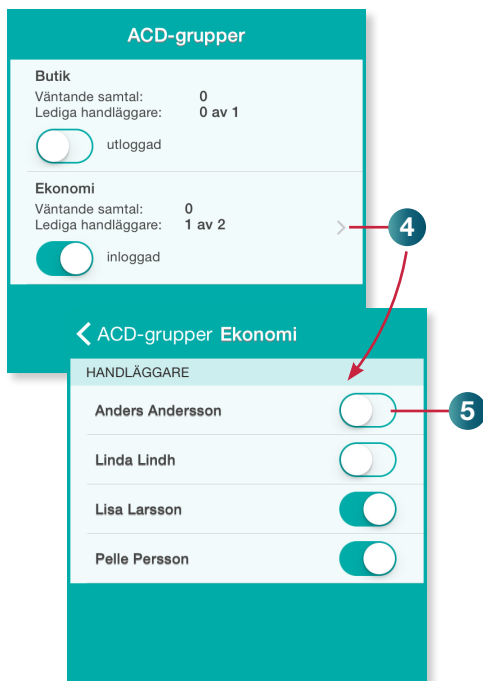 ACD-grupper
Butik
Väntande samtal: 0
Lediga handläggare: 0 av 1
utloggad
Ekonomi
Väntande samtal: 0
Lediga handläggare: 1 av 2
inloggad
4
ACD-grupper Ekonomi
HANDLÄGGARE
Anders Andersson
5
Linda Lindh
Lisa Larsson
Pelle Persson